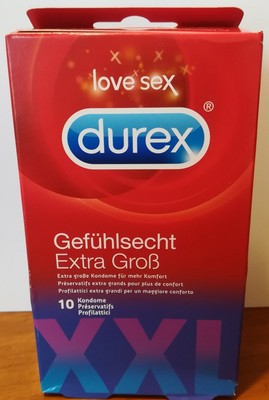 love sex
durex®
Gefühlsecht
Extra Groß
Extra große Kondome für mehr Komfort
Préservatifs extra grands pour plus de confort
Profilattici extra grandi per un maggiore conforto
10 Kondome
Préservatifs
Profilattici
XXL